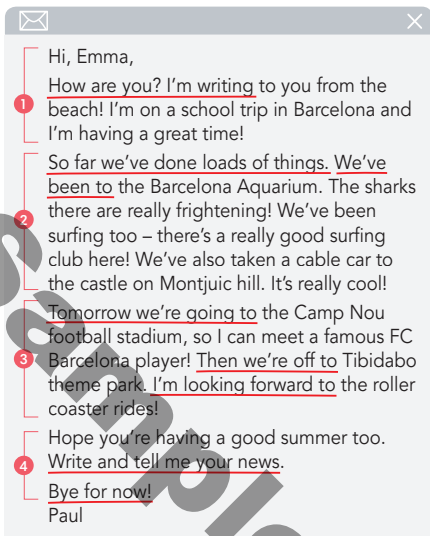 Hi, Emma,
How are you? I'm writing to you from the
1
beach! I'm on a school trip in Barcelona and
I'm having a great time!
So far we've done loads of things. We've
been to the Barcelona Aquarium. The sharks
2
there are really frightening! We've been
surfing too – there's a really good surfing
club here! We've also taken a cable car to
the castle on Montjuic hill. It's really cool!
Tomorrow we're going to the Camp Nou
football stadium, so I can meet a famous FC
3
Barcelona player! Then we're off to Tibidabo
theme park. I'm looking forward to the roller
coaster rides!
Hope you're having a good summer too.
4
Write and tell me your news.
Bye for now!
Paul
sample